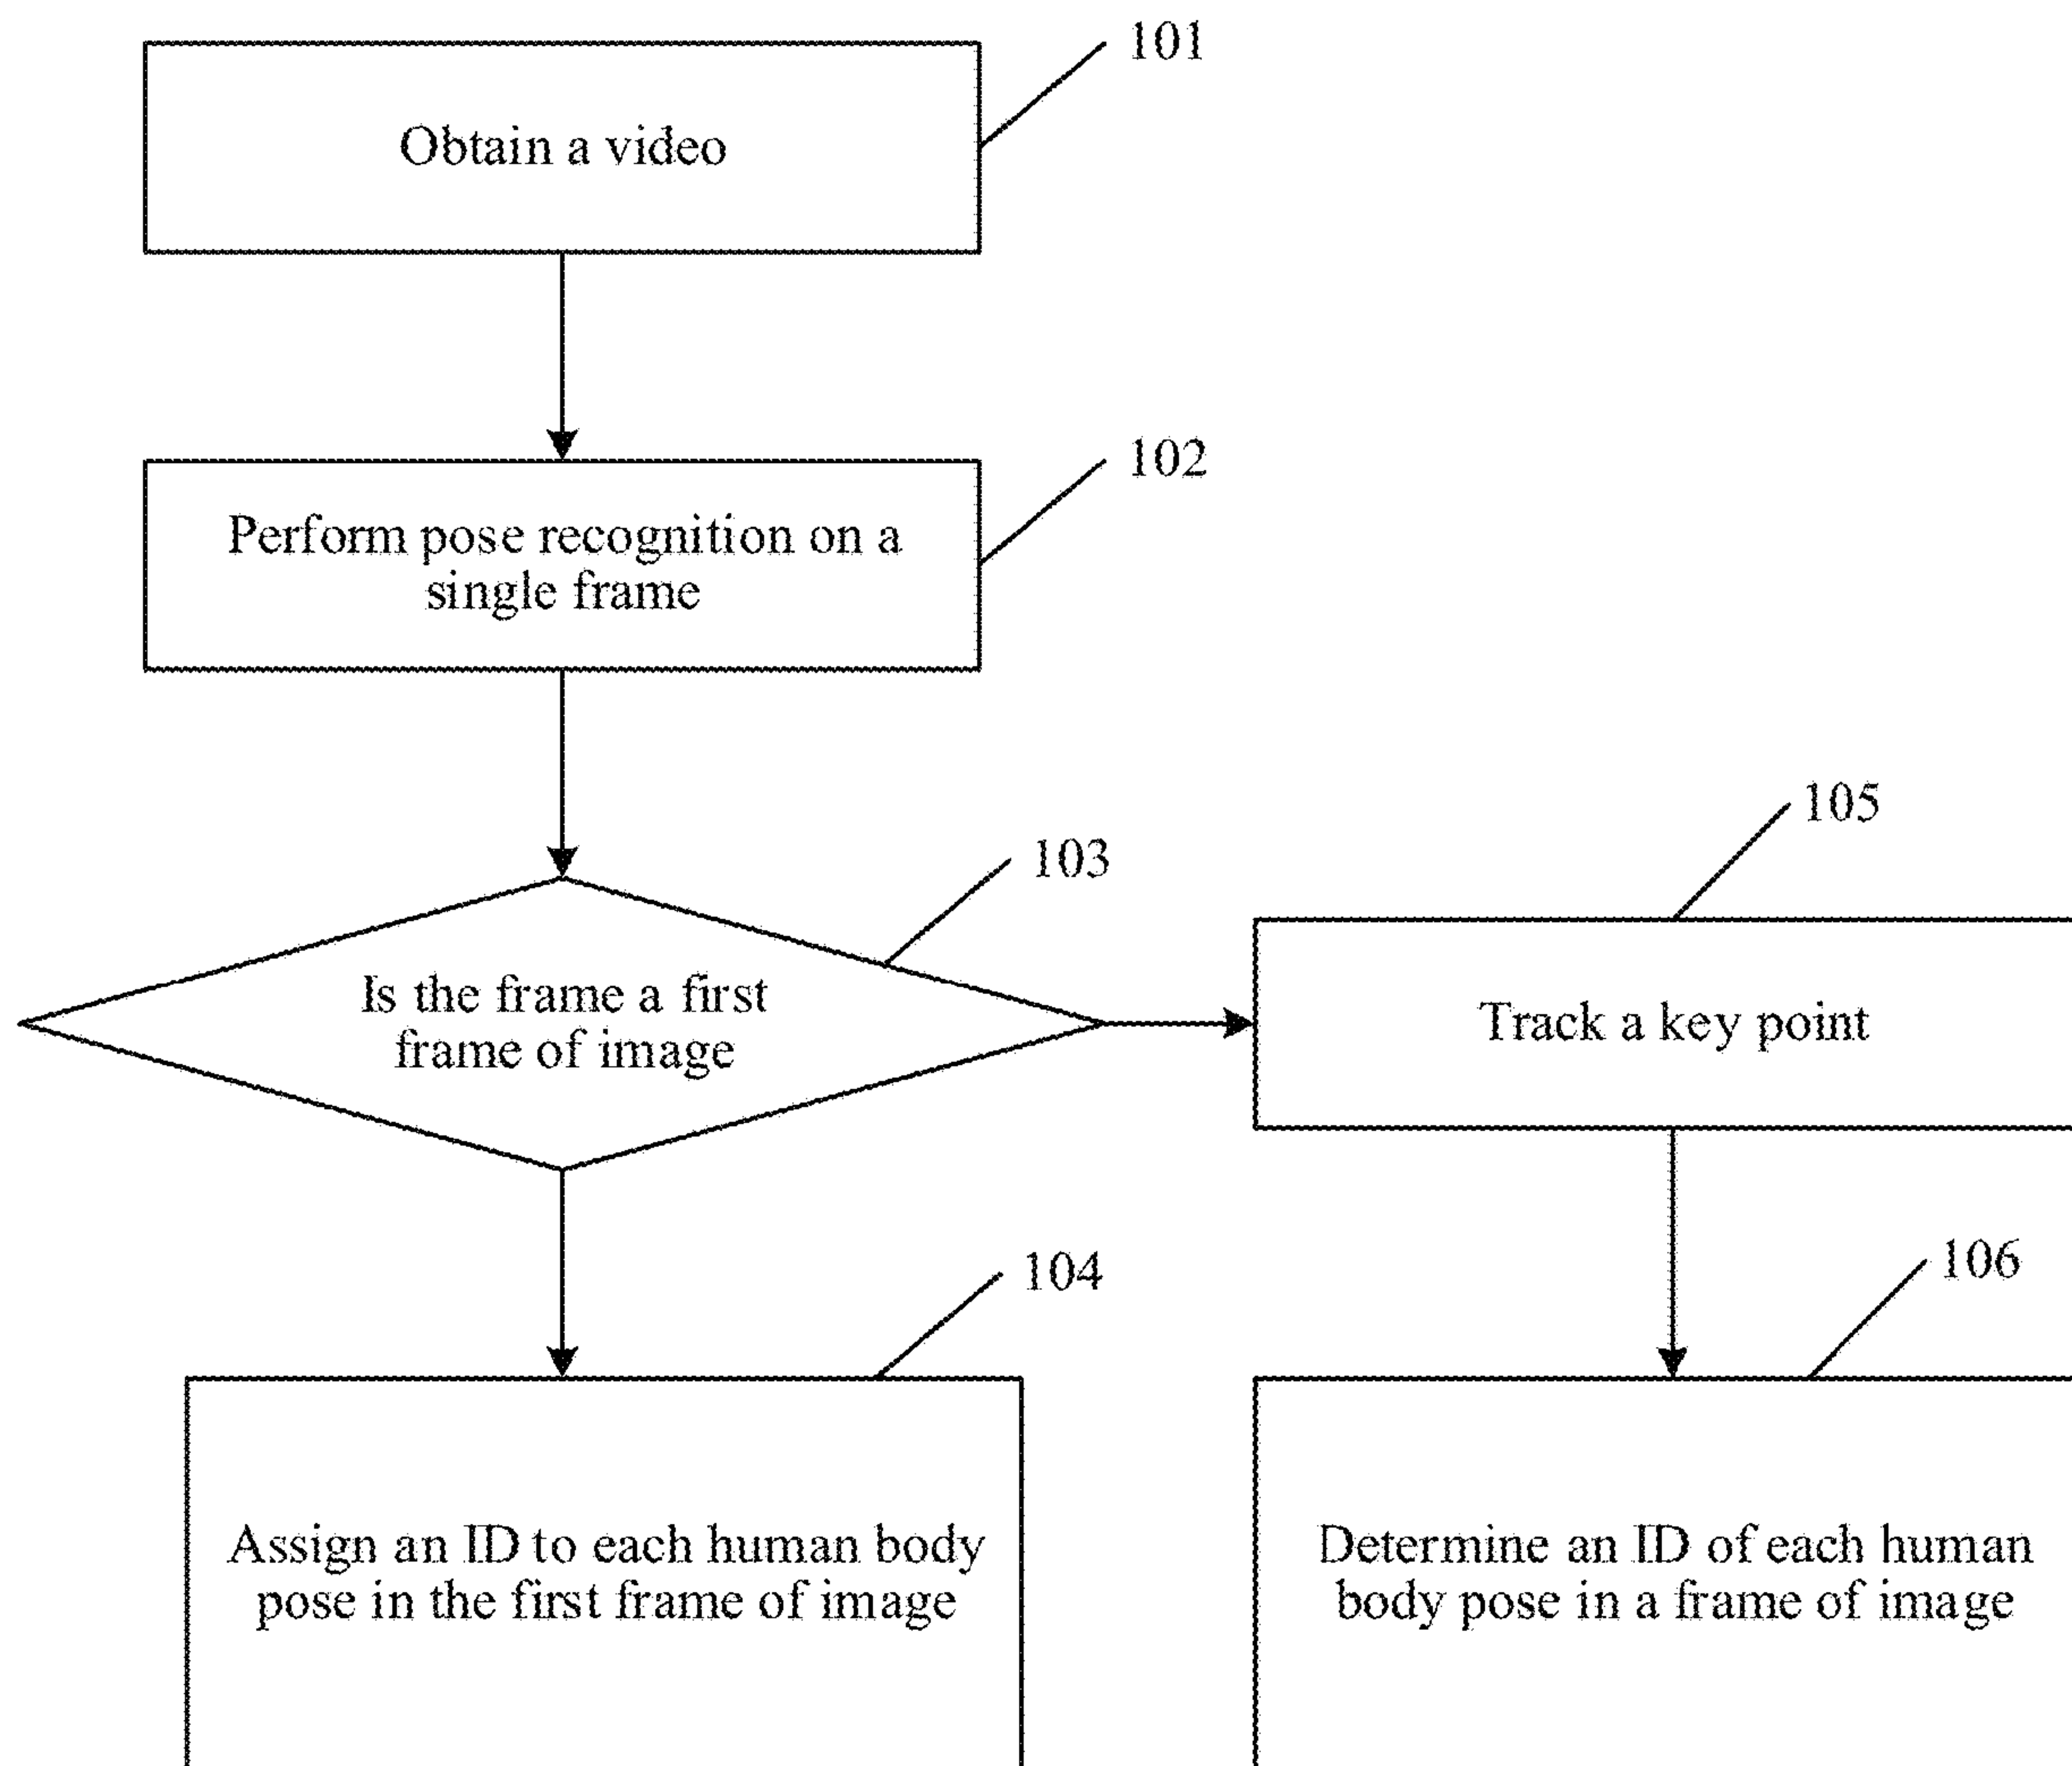 101
Obtain a video
102
Perform pose recognition on a
single frame
103
Is the frame a first
frame of image
105
Track a key point
104
Assign an ID to each human body
pose in the first frame of image
106
Determine an ID of each human
body pose in a frame of image